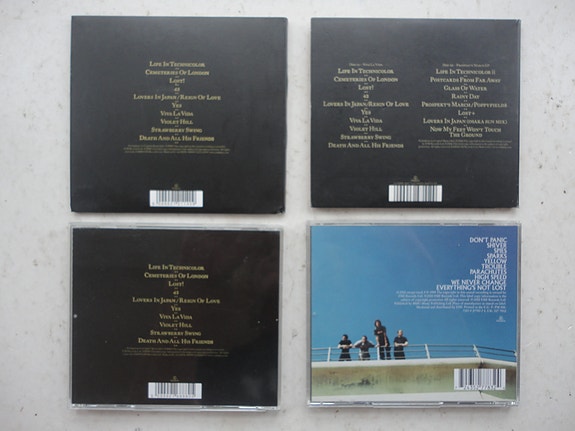 Life In Technicolor
Cemeteries Of London
Lost!
42
Lovers In Japan/Reign Of Love
Yes
Viva La Vida
Violet Hill
Strawberry Swing
Death And All His Friends
Life In Technicolor
Cemeteries Of London
Lost!
42
Lovers In Japan/Reign Of Love
Yes
Viva La Vida
Violet Hill
Strawberry Swing
Death And All His Friends
Life In Technicolor ii
Postcards From Far Away
Glass Of Water
Rainy Day
Prospekt's March/Poppyfields
Lost+
Lovers In Japan (Osaka Sun Mix)
Now My Feet Won't Touch
The Ground
Life In Technicolor
Cemeteries Of London
Lost!
42
Lovers In Japan/Reign Of Love
Yes
Viva La Vida
Violet Hill
Strawberry Swing
Death And All His Friends
DON'T PANIC
SHIVER
SPIES
SPARKS
YELLOW
TROUBLE
PARACHUTES
HIGH SPEED
WE NEVER CHANGE
EVERYTHING'S NOT LOST